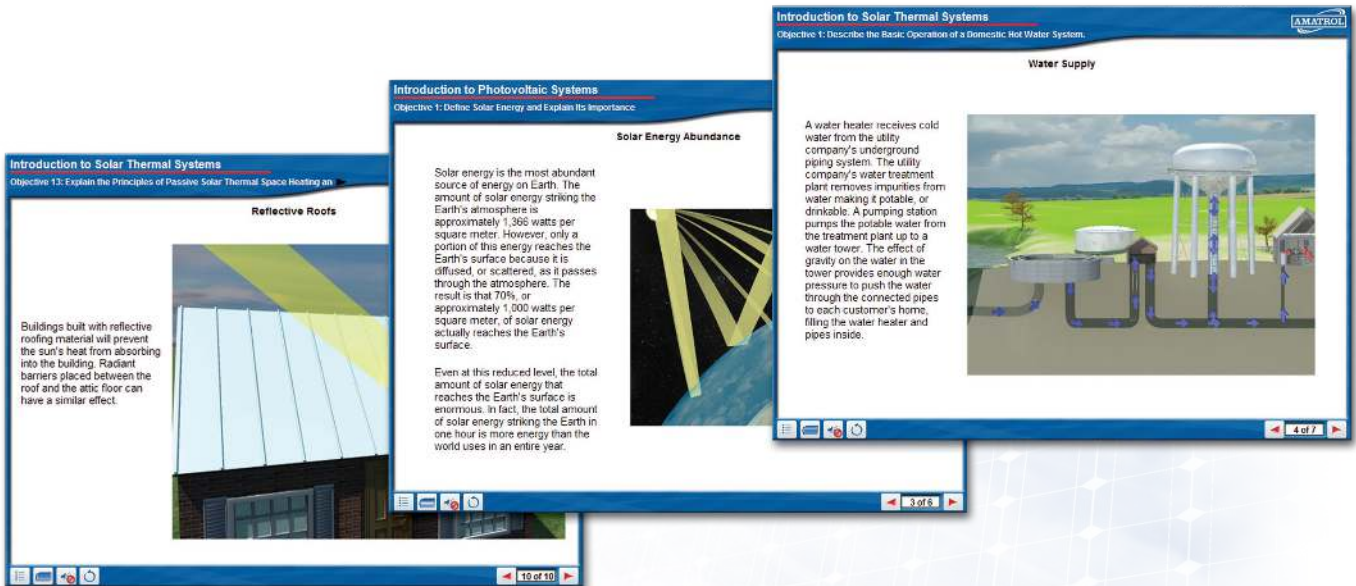 Introduction to Solar Thermal Systems
Objective 13: Explain the Principles of Passive Solar Thermal Space Heating an
Reflective Roofs
Buildings built with reflective
roofing material will prevent
the sun's heat from absorbing
into the building. Radiant
barriers placed between the
roof and the attic floor can
have a similar effect.
10 of 10
Introduction to Photovoltaic Systems
Objective 1: Define Solar Energy and Explain Its Importance
Solar Energy Abundance
Solar energy is the most abundant
source of energy on Earth. The
amount of solar energy striking the
Earth's atmosphere is
approximately 1,366 watts per
square meter. However, only a
portion of this energy reaches the
Earth's surface because it is
diffused, or scattered, as it passes
through the atmosphere. The
result is that 70%, or
approximately 1,000 watts per
square meter, of solar energy
actually reaches the Earth's
surface.
Even at this reduced level, the total
amount of solar energy that
reaches the Earth's surface is
enormous. In fact, the total amount
of solar energy striking the Earth in
one hour is more energy than the
world uses in an entire year.
3 of 6
Introduction to Solar Thermal Systems
Objective 1: Describe the Basic Operation of a Domestic Hot Water System.
AMATROL
Water Supply
A water heater receives cold
water from the utility
company's underground
piping system. The utility
company's water treatment
plant removes impurities from
water making it potable, or
drinkable. A pumping station
pumps the potable water from
the treatment plant up to a
water tower. The effect of
gravity on the water in the
tower provides enough water
pressure to push the water
through the connected pipes
to each customer's home,
filling the water heater and
pipes inside.
4 of 7